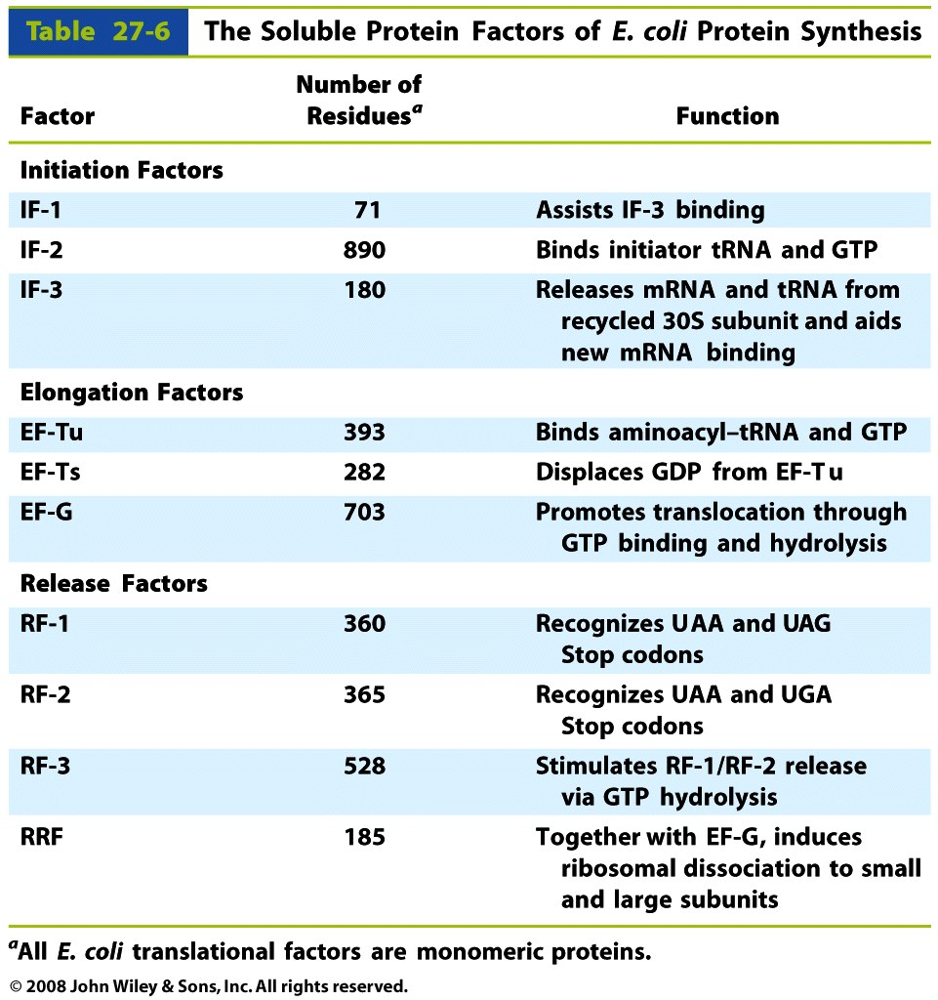 Table 27-6 The Soluble Protein Factors of E. coli Protein Synthesis
Number of
Factor Residuesª Function
Initiation Factors
IF-1 71 Assists IF-3 binding
IF-2 890 Binds initiator tRNA and GTP
IF-3 180 Releases mRNA and tRNA from
recycled 30S subunit and aids
new mRNA binding
Elongation Factors
EF-Tu 393 Binds aminoacyl–tRNA and GTP
EF-Ts 282 Displaces GDP from EF-Tu
EF-G 703 Promotes translocation through
GTP binding and hydrolysis
Release Factors
RF-1 360 Recognizes UAA and UAG
Stop codons
RF-2 365 Recognizes UAA and UGA
Stop codons
RF-3 528 Stimulates RF-1/RF-2 release
via GTP hydrolysis
RRF 185 Together with EF-G, induces
ribosomal dissociation to small
and large subunits
ªAll E. coli translational factors are monomeric proteins.
© 2008 John Wiley & Sons, Inc. All rights reserved.